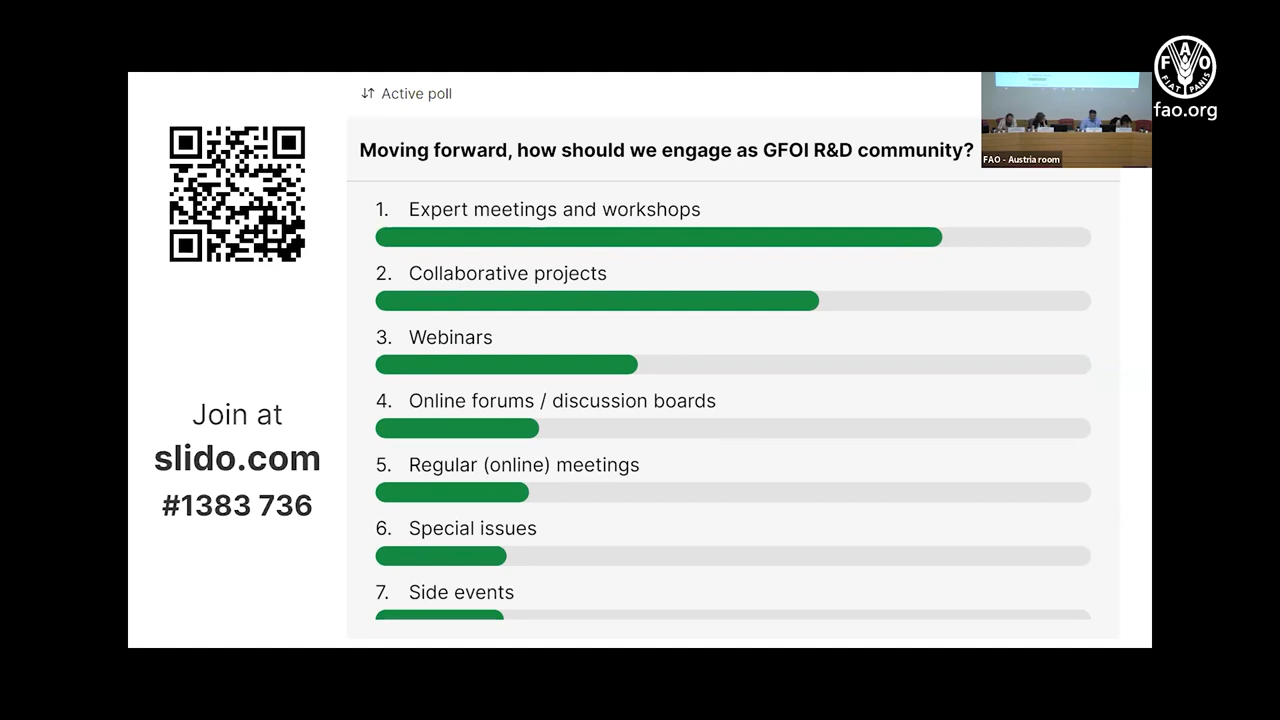 Active poll
Moving forward, how should we engage as GFOI R&D community?
1. Expert meetings and workshops
2. Collaborative projects
3. Webinars
4. Online forums / discussion boards
5. Regular (online) meetings
6. Special issues
7. Side events
Join at
slido.com
#1383 736
FAO - Austria room
F A O
FIAT PANIS
fao.org